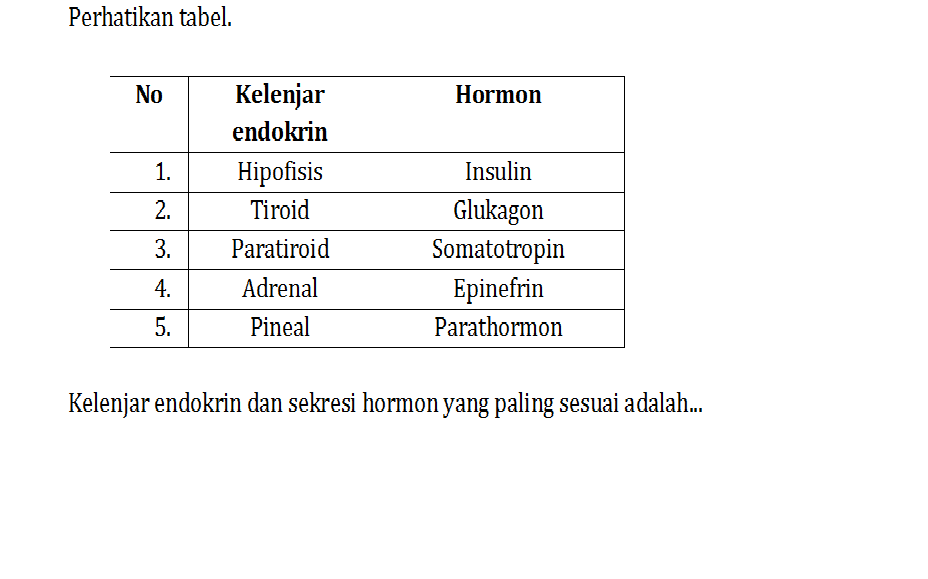 Perhatikan tabel.
No Kelenjar Hormon
endokrin
1. Hipofisis Insulin
2. Tiroid Glukagon
3. Paratiroid Somatotropin
4. Adrenal Epinefrin
5. Pineal Parathormon
Kelenjar endokrin dan sekresi hormon yang paling sesuai adalah...